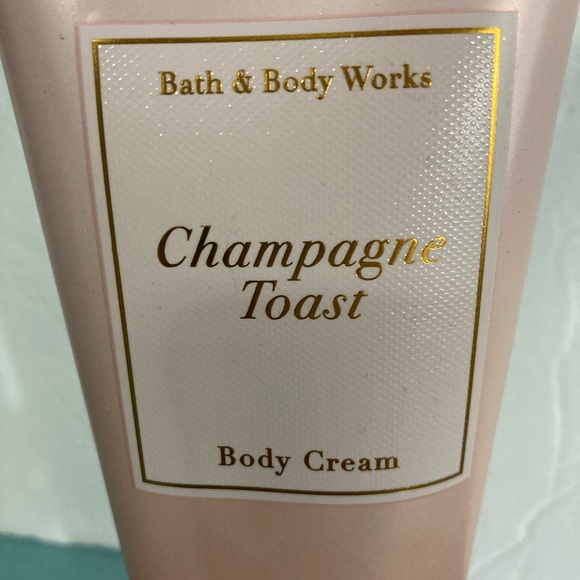 Bath & Body Works
Champagne
Toast
Body Cream